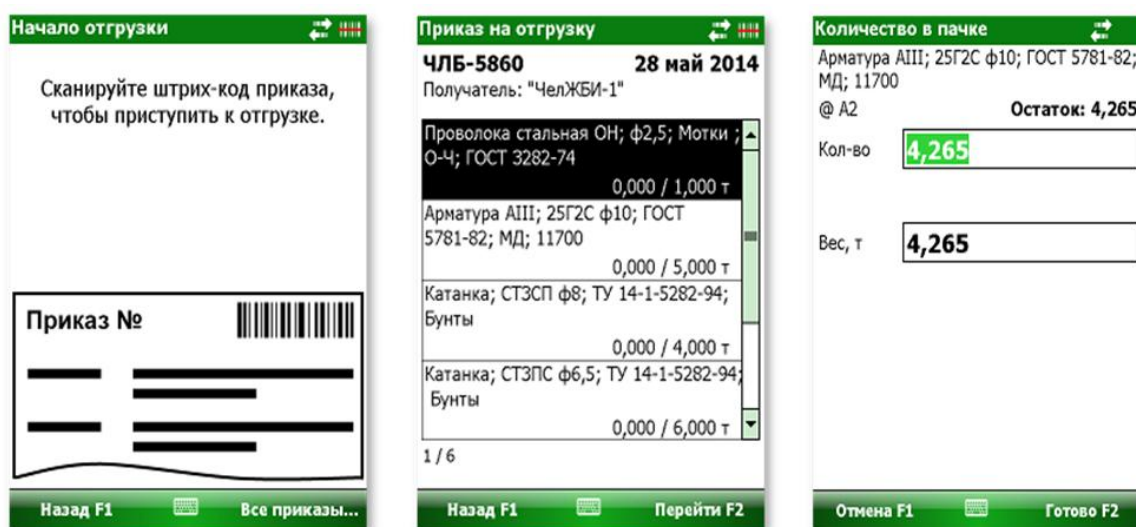 Начало отгрузки
Сканируйте штрих-код приказа,
чтобы приступить к отгрузке.
Приказ №
Назад F1 Все приказы...
Приказ на отгрузку
ЧЛБ-5860 28 май 2014
Получатель: "ЧелЖБИ-1"
Проволока стальная ОН; ф2,5; Мотки ;
О-Ч; ГОСТ 3282-74
0,000 / 1,000 т
Арматура АIII; 25Г2С ф10; ГОСТ
5781-82; МД; 11700
0,000 / 5,000 т
Катанка; СТ3СП ф8; ТУ 14-1-5282-94;
Бунты
0,000 / 4,000 т
Катанка; СТ3ПС ф6,5; ТУ 14-1-5282-94;
Бунты
0,000 / 6,000 т
1 / 6
Назад F1 Перейти F2
Количество в пачке
Арматура АIII; 25Г2С ф10; ГОСТ 5781-82;
МД; 11700
@ А2 Остаток: 4,265
Кол-во 4,265
Вес, т 4,265
Отмена F1 Готово F2